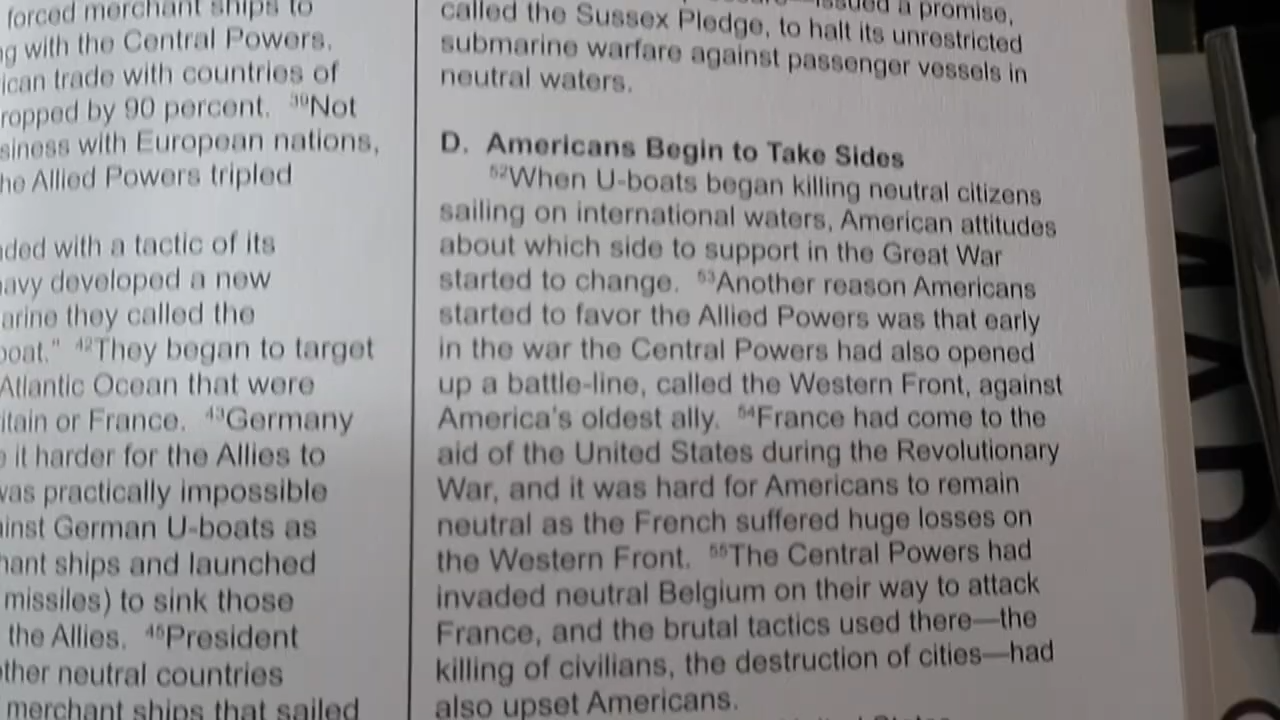 forced merchant ships to
with the Central Powers.
ican trade with countries of
ropped by 90 percent. ³⁹Not
siness with European nations,
he Allied Powers tripled
ded with a tactic of its
avy developed a new
arine they called the
boat." ⁴²They began to target
Atlantic Ocean that were
itain or France. ⁴³Germany
it harder for the Allies to
was practically impossible
inst German U-boats as
hant ships and launched
missiles) to sink those
the Allies. ⁴⁵President
other neutral countries
merchant ships that sailed
issued a promise,
called the Sussex Pledge, to halt its unrestricted
submarine warfare against passenger vessels in
neutral waters.
D. Americans Begin to Take Sides
⁵²When U-boats began killing neutral citizens
sailing on international waters, American attitudes
about which side to support in the Great War
started to change. ⁵³Another reason Americans
started to favor the Allied Powers was that early
in the war the Central Powers had also opened
up a battle-line, called the Western Front, against
America's oldest ally. ⁵⁴France had come to the
aid of the United States during the Revolutionary
War, and it was hard for Americans to remain
neutral as the French suffered huge losses on
the Western Front. ⁵⁵The Central Powers had
invaded neutral Belgium on their way to attack
France, and the brutal tactics used there—the
killing of civilians, the destruction of cities—had
also upset Americans.